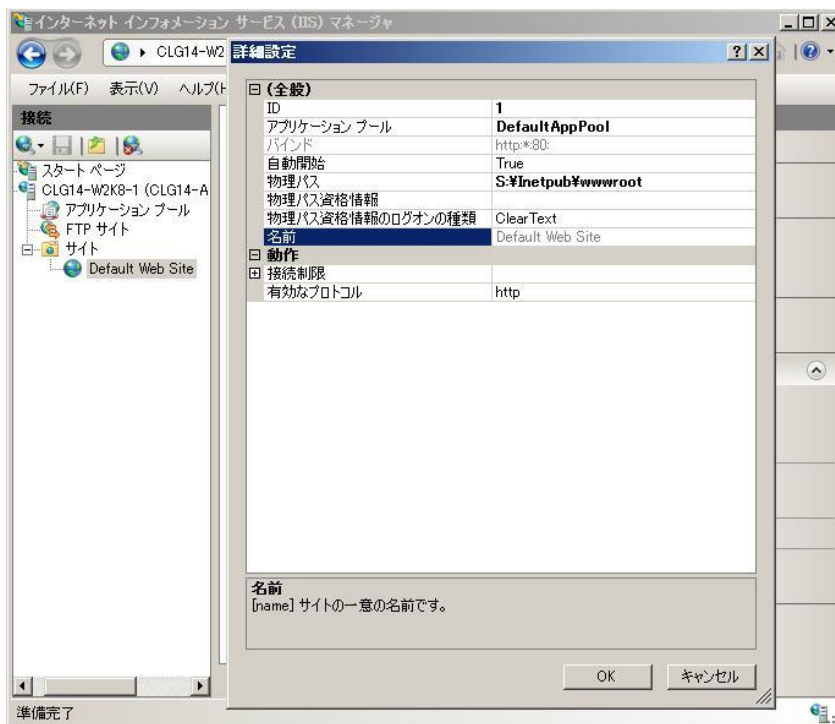 インターネット インフォメーション サービス (IIS) マネージャ
CLG14-W2
詳細設定
ファイル(F) 表示(V) ヘルプ(H
接続
スタート ページ
CLG14-W2K8-1 (CLG14-A
アプリケーション プール
FTP サイト
サイト
Default Web Site
(全般)
ID 1
アプリケーション プール DefaultAppPool
バインド http:*:80:
自動開始 True
物理パス S:¥Inetpub¥wwwroot
物理パス資格情報
物理パス資格情報のログオンの種類 ClearText
名前 Default Web Site
動作
接続制限
有効なプロトコル http
名前
[name] サイトの一意の名前です。
OK キャンセル
準備完了